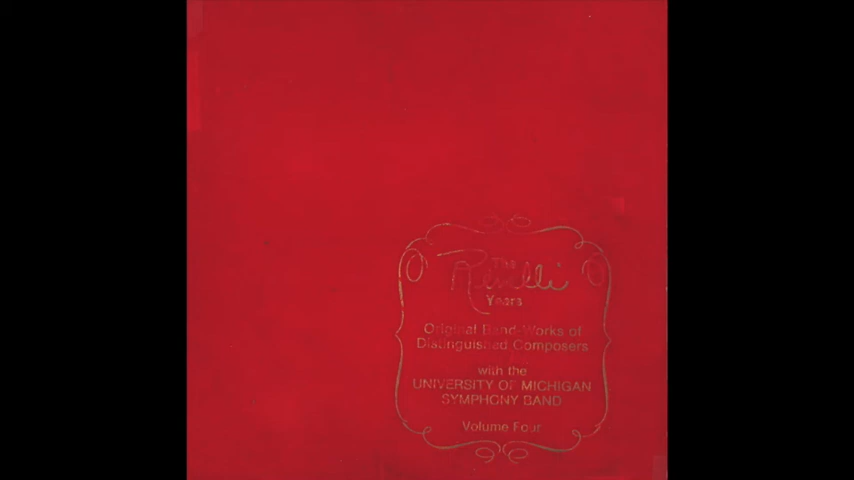 The
Revelli
Years
Original Band-Works of
Distinguished Composers
with the
UNIVERSITY OF MICHIGAN
SYMPHONY BAND
Volume Four